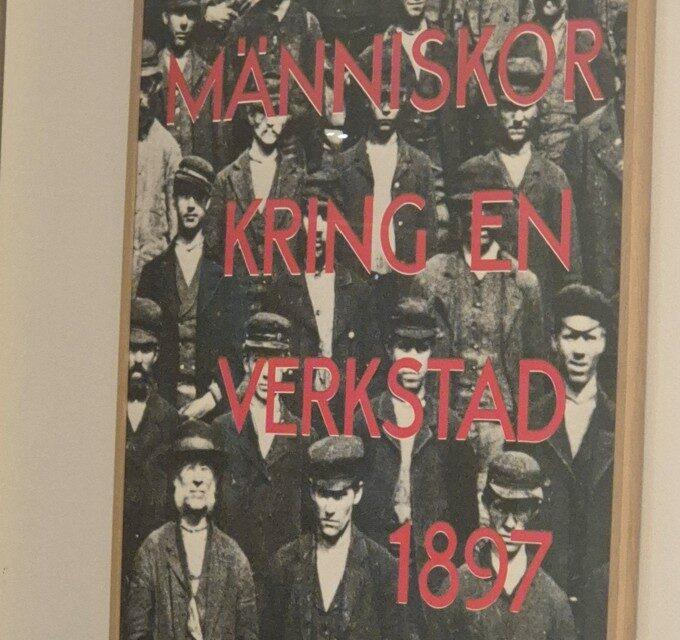 MÄNNISKOR
KRING EN
VERKSTAD
1897